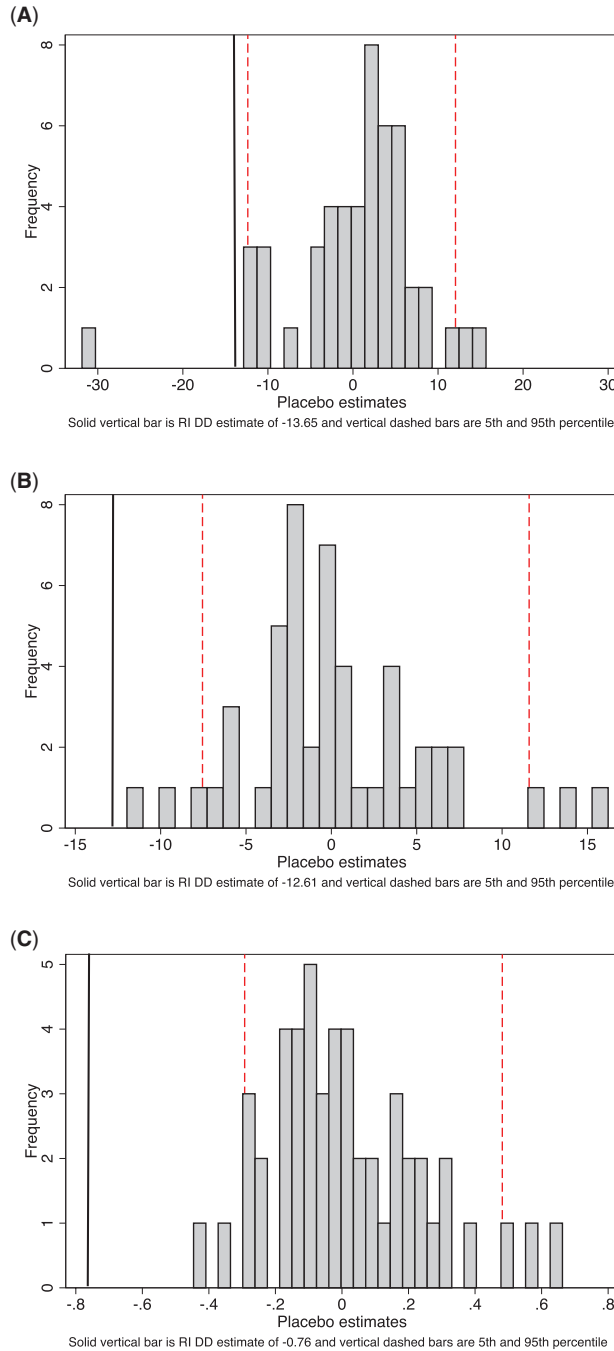 (A)
8
6
4
2
0
Frequency
-30 -20 -10 0 10 20 30
Placebo estimates
Solid vertical bar is RI DD estimate of -13.65 and vertical dashed bars are 5th and 95th percentile
(B)
8
6
4
2
0
Frequency
-15 -10 -5 0 5 10 15
Placebo estimates
Solid vertical bar is RI DD estimate of -12.61 and vertical dashed bars are 5th and 95th percentile
(C)
5
4
3
2
1
0
Frequency
-.8 -.6 -.4 -.2 0 .2 .4 .6 .8
Placebo estimates
Solid vertical bar is RI DD estimate of -0.76 and vertical dashed bars are 5th and 95th percentile